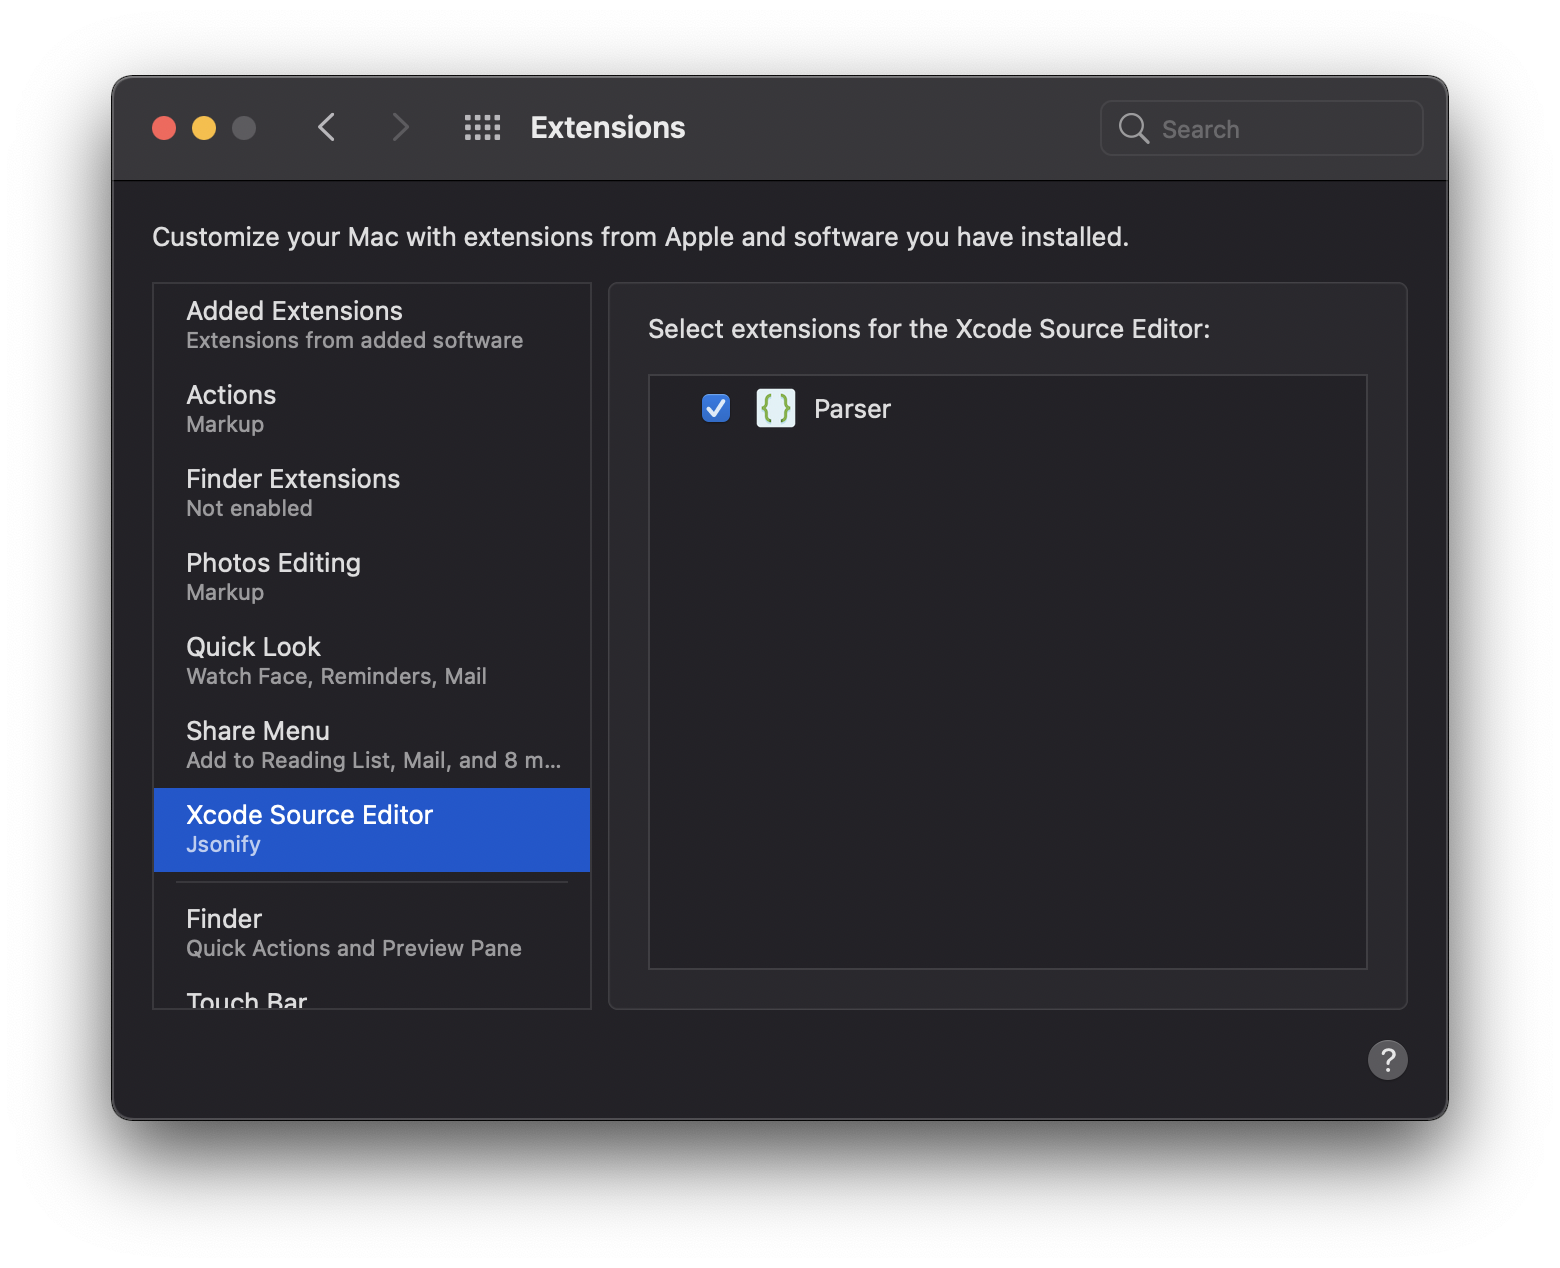 Extensions
Search
Customize your Mac with extensions from Apple and software you have installed.
Added Extensions
Extensions from added software
Actions
Markup
Finder Extensions
Not enabled
Photos Editing
Markup
Quick Look
Watch Face, Reminders, Mail
Share Menu
Add to Reading List, Mail, and 8 m...
Xcode Source Editor
Jsonify
Finder
Quick Actions and Preview Pane
Touch Bar
Select extensions for the Xcode Source Editor:
{} Parser
?